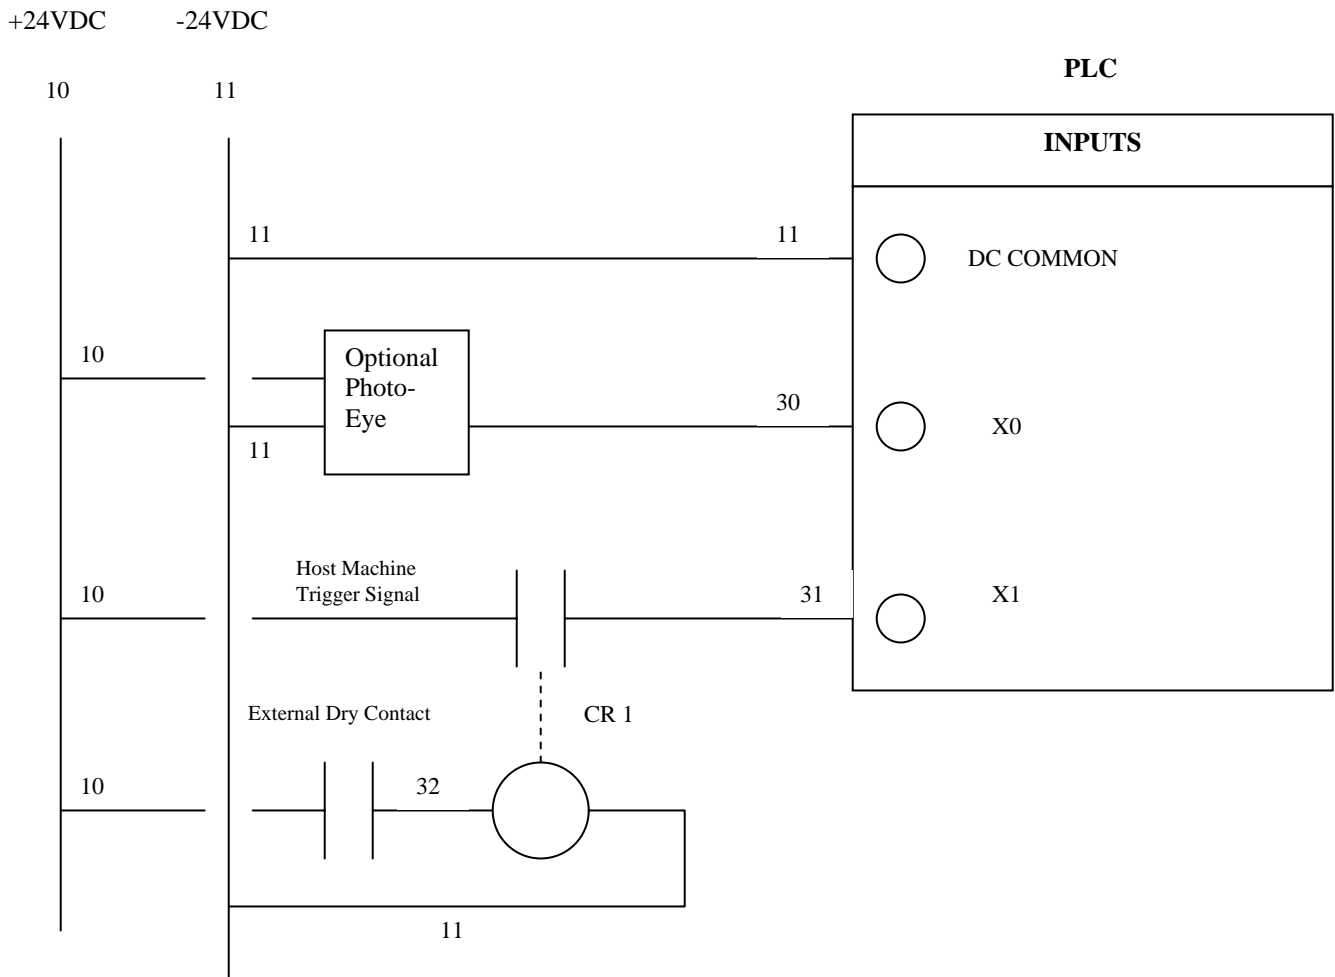 +24VDC
-24VDC
10
11
PLC
INPUTS
11
11
DC COMMON
10
Optional
Photo-
Eye
11
30
X0
Host Machine
Trigger Signal
10
31
X1
External Dry Contact
CR 1
10
32
11